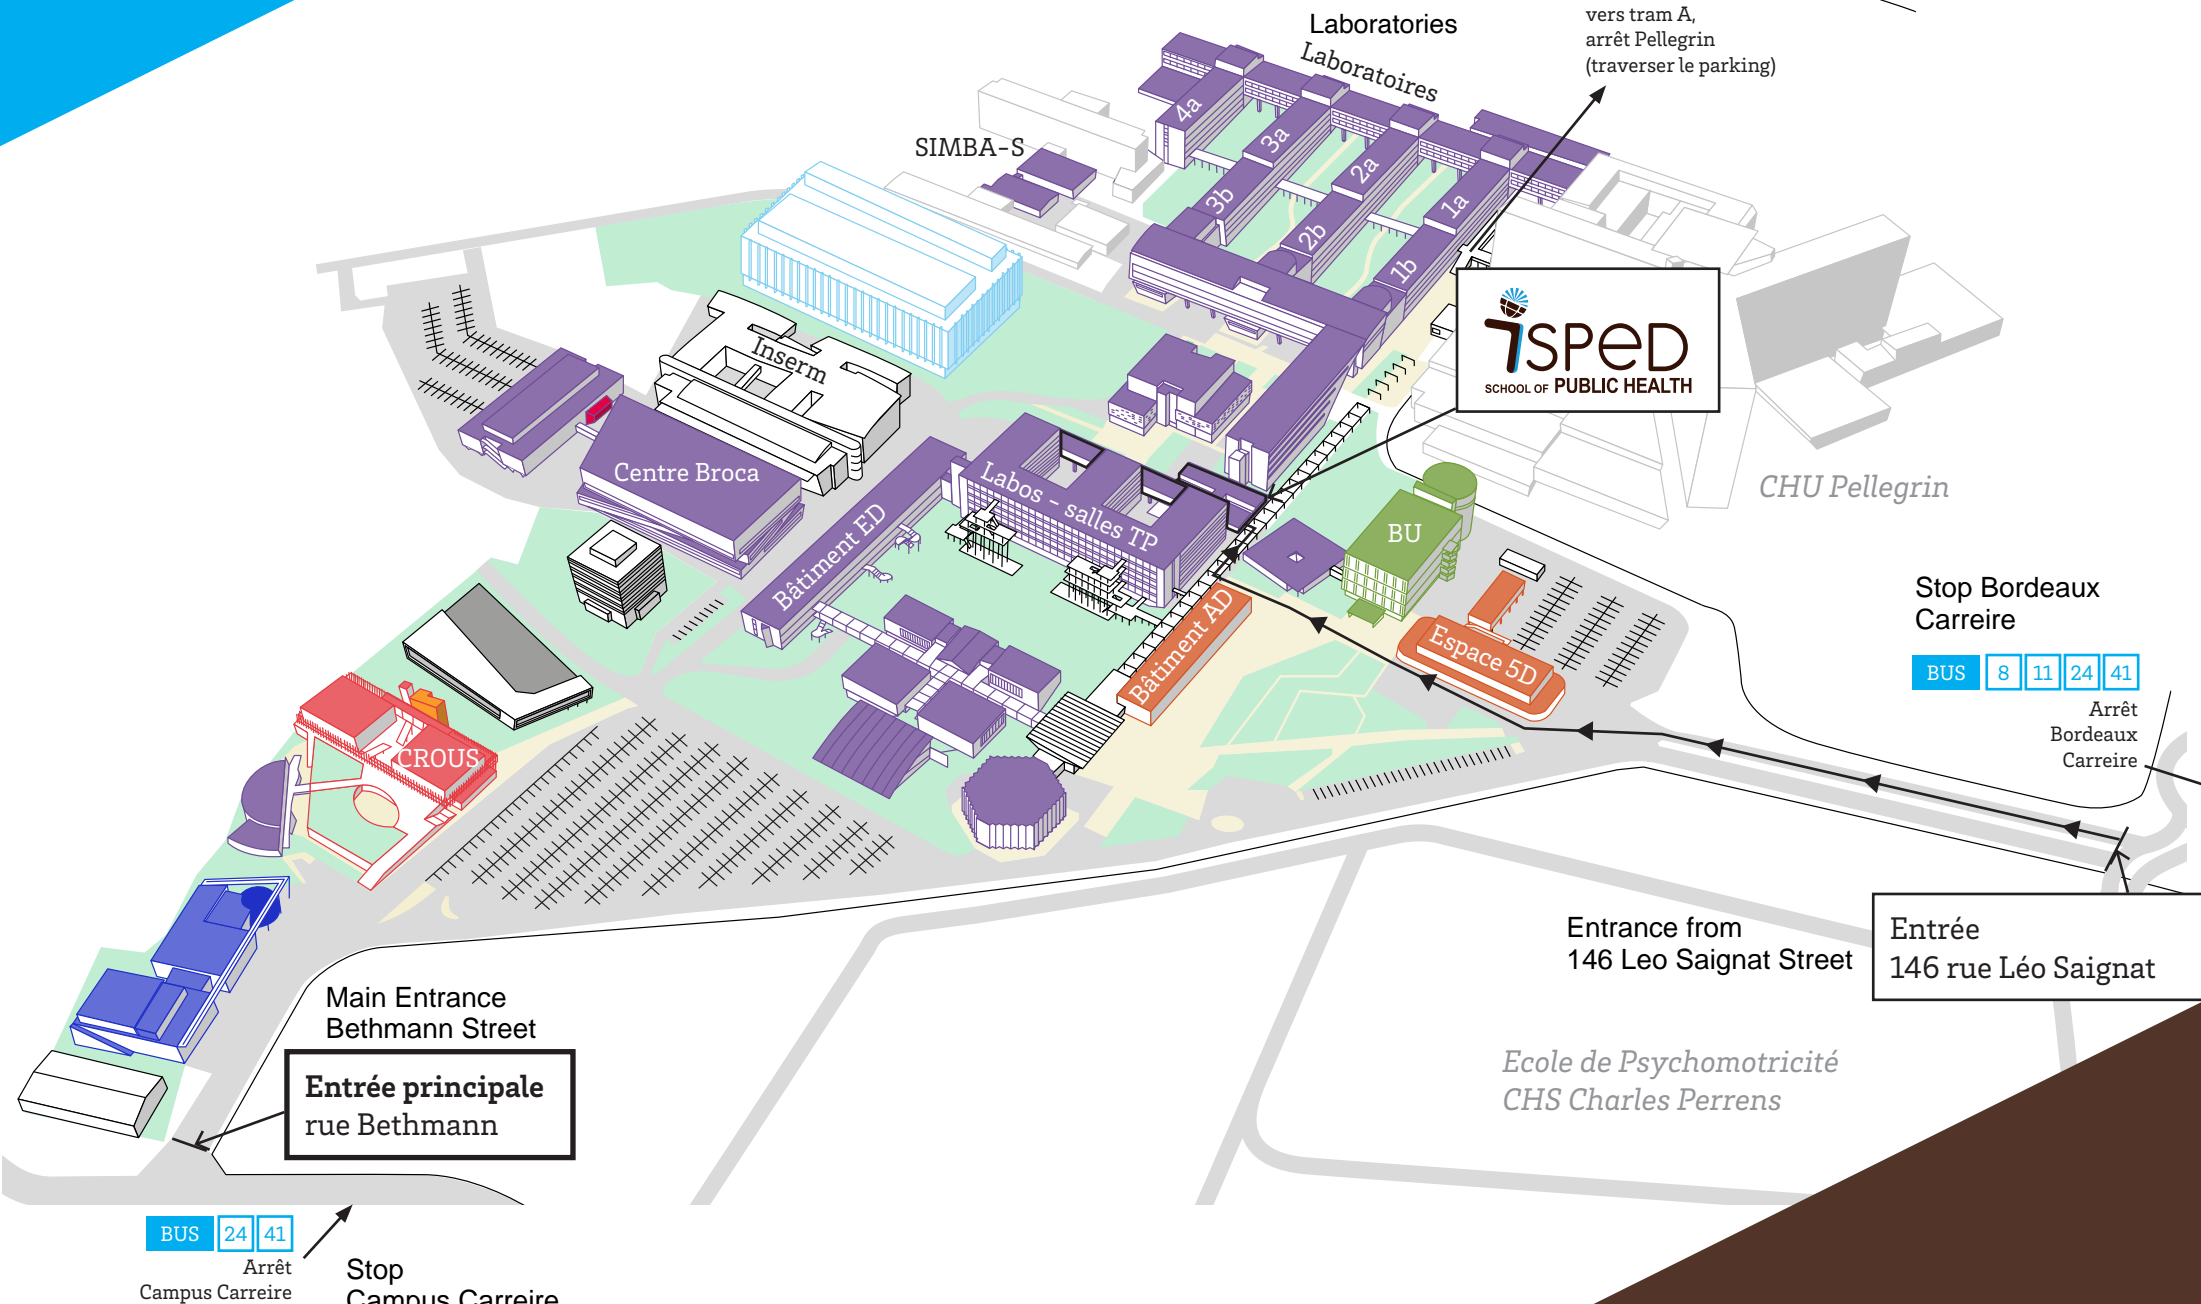 Laboratories
Laboratoires
vers tram A,
arrêt Pellegrin
(traverser le parking)
4a
3a
2a
1a
3b
2b
1b
SIMBA-S
Inserm
iSPED
SCHOOL OF PUBLIC HEALTH
Centre Broca
Bâtiment ED
Labos - salles TP
BU
CHU Pellegrin
Bâtiment AD
Espace 5D
Stop Bordeaux
Carreire
BUS 8 11 24 41
Arrêt
Bordeaux
Carreire
CROUS
Entrance from
146 Leo Saignat Street
Entrée
146 rue Léo Saignat
Main Entrance
Bethmann Street
Entrée principale
rue Bethmann
Ecole de Psychomotricité
CHS Charles Perrens
BUS 24 41
Arrêt
Campus Carreire
Stop
Campus Carreire